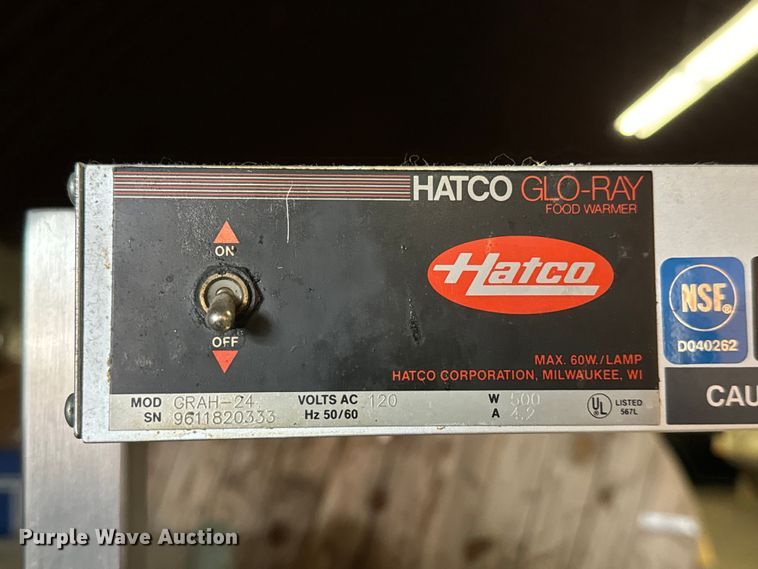 HATCO GLO-RAY
FOOD WARMER
ON
Hatco
NSF®
D040262
OFF
MAX. 60W./LAMP
HATCO CORPORATION, MILWAUKEE, WI
MOD GRAH-24 VOLTS AC 120 W 500
SN 9611820333 Hz 50/60 A 4.2
UL LISTED
567L
CAU
Purple Wave Auction®